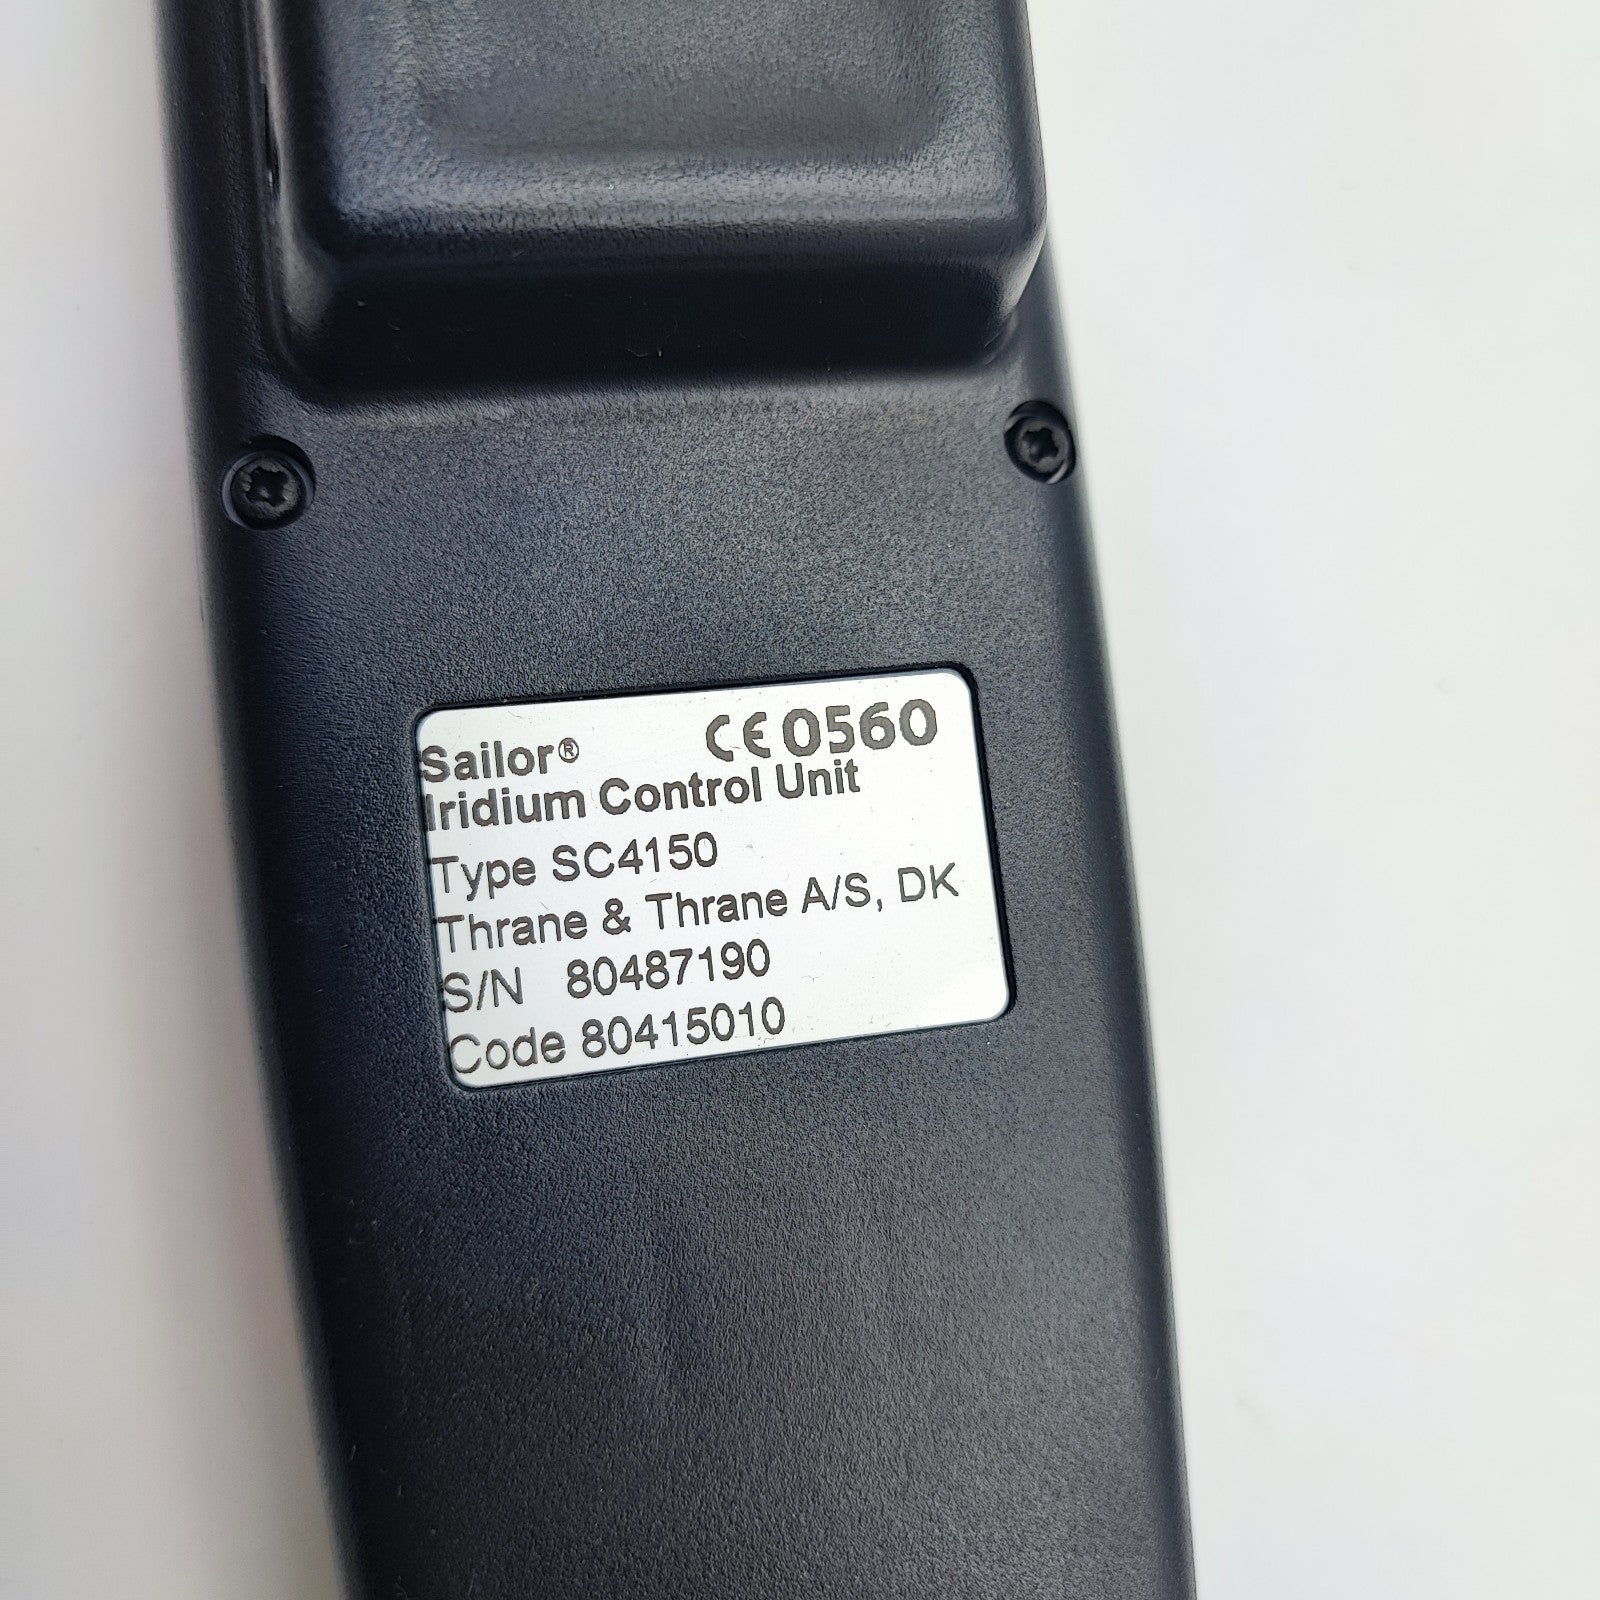 Sailor® CE0560
Iridium Control Unit
Type SC4150
Thrane & Thrane A/S, DK
S/N 80487190
Code 80415010